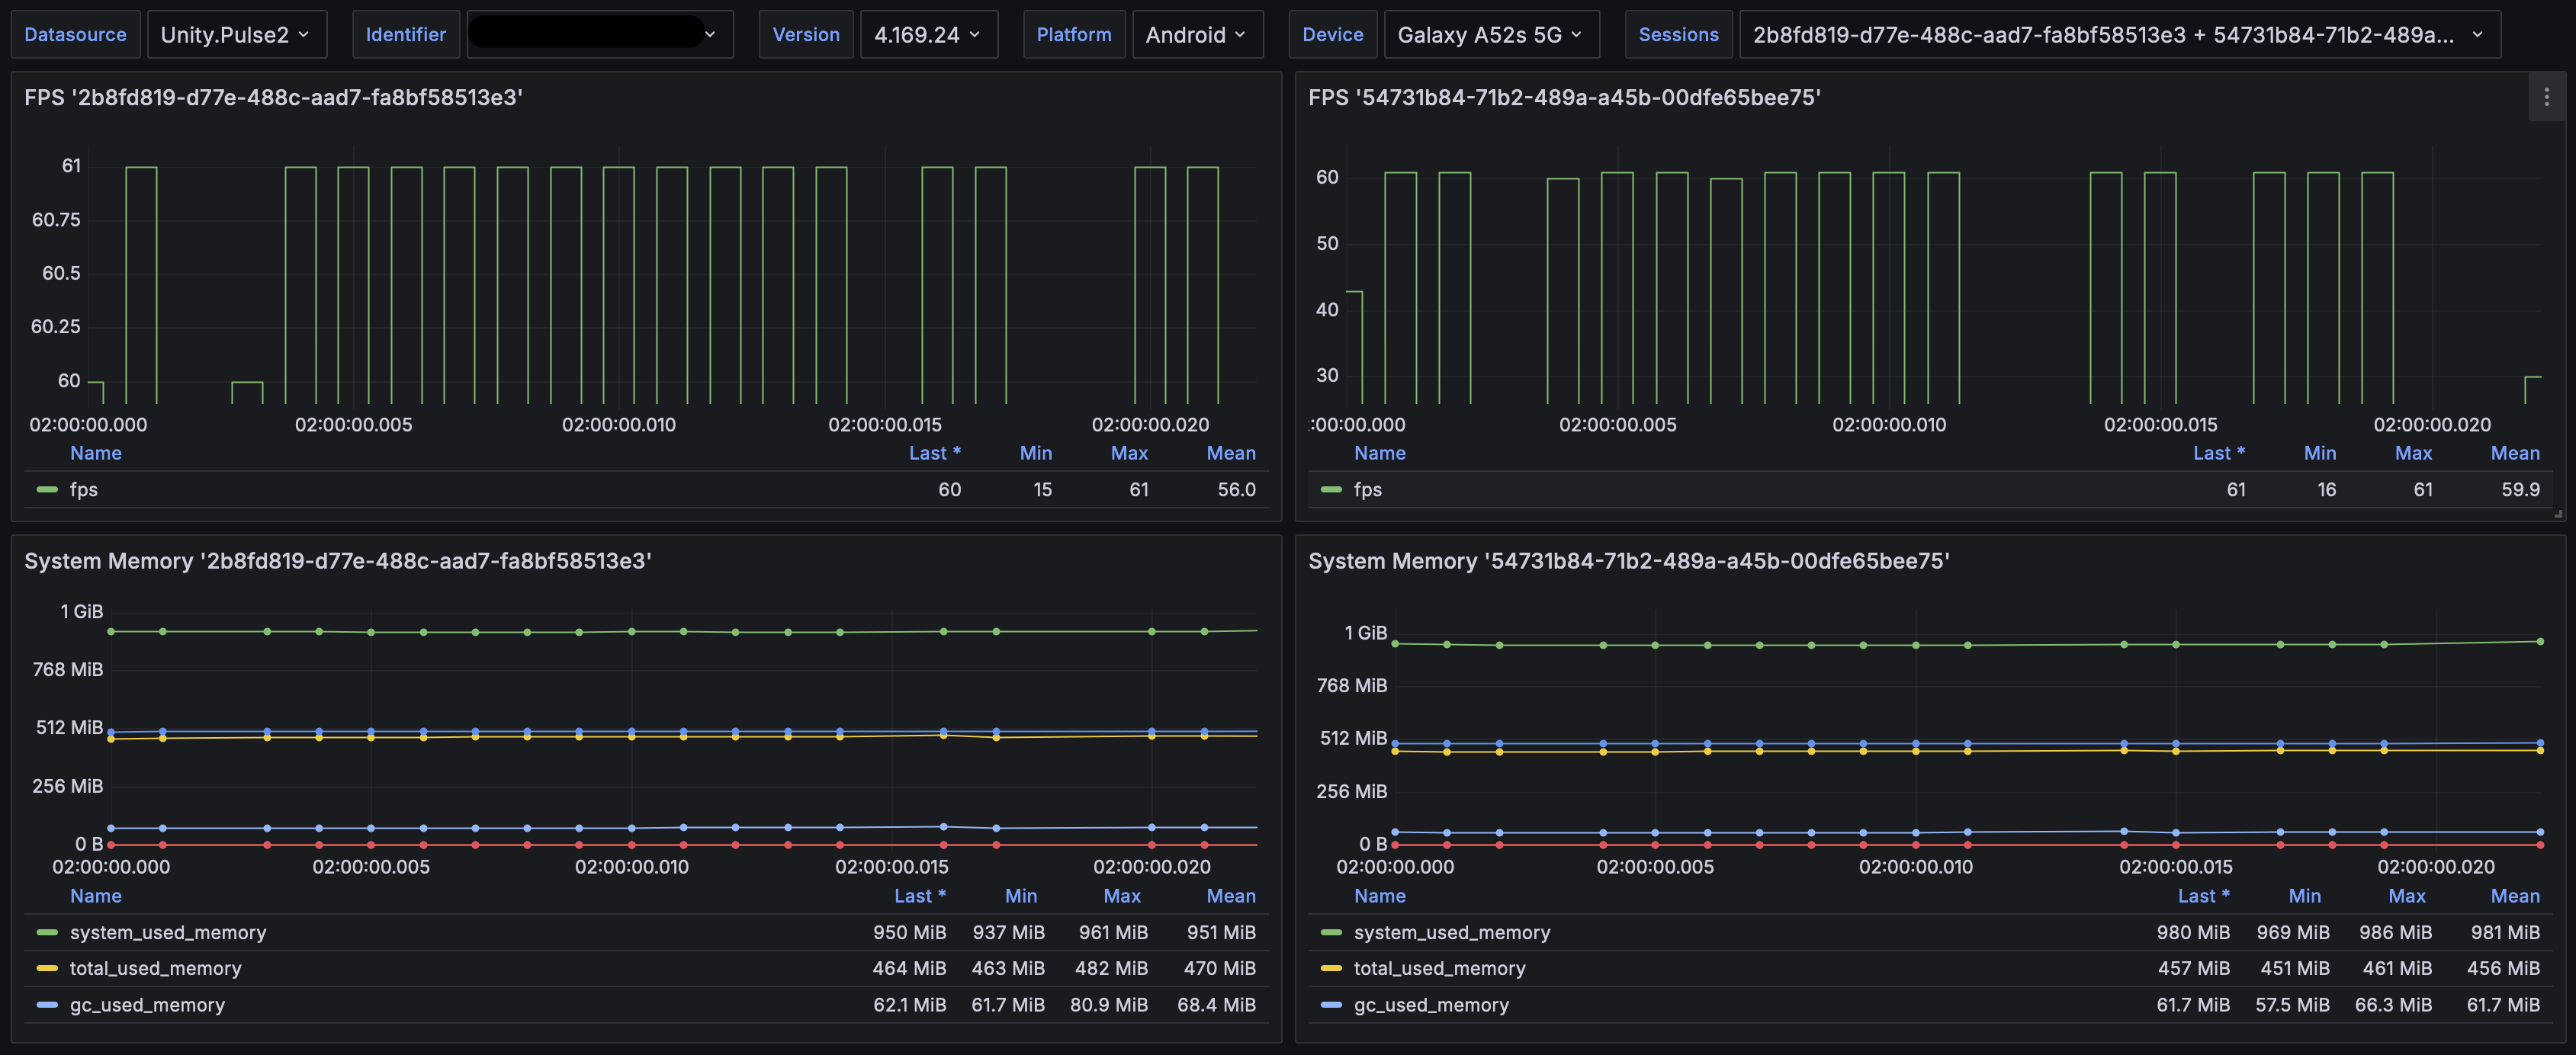 Datasource Unity.Pulse2 Identifier Version 4.169.24 Platform Android Device Galaxy A52s 5G Sessions 2b8fd819-d77e-488c-aad7-fa8bf58513e3 + 54731b84-71b2-489a...
FPS '2b8fd819-d77e-488c-aad7-fa8bf58513e3'
61
60.75
60.5
60.25
60
02:00:00.000 02:00:00.005 02:00:00.010 02:00:00.015 02:00:00.020
Name Last * Min Max Mean
fps 60 15 61 56.0
FPS '54731b84-71b2-489a-a45b-00dfe65bee75'
60
50
40
30
:00:00.000 02:00:00.005 02:00:00.010 02:00:00.015 02:00:00.020
Name Last * Min Max Mean
fps 61 16 61 59.9
System Memory '2b8fd819-d77e-488c-aad7-fa8bf58513e3'
1 GiB
768 MiB
512 MiB
256 MiB
0 B
02:00:00.000 02:00:00.005 02:00:00.010 02:00:00.015 02:00:00.020
Name Last * Min Max Mean
system_used_memory 950 MiB 937 MiB 961 MiB 951 MiB
total_used_memory 464 MiB 463 MiB 482 MiB 470 MiB
gc_used_memory 62.1 MiB 61.7 MiB 80.9 MiB 68.4 MiB
System Memory '54731b84-71b2-489a-a45b-00dfe65bee75'
1 GiB
768 MiB
512 MiB
256 MiB
0 B
02:00:00.000 02:00:00.005 02:00:00.010 02:00:00.015 02:00:00.020
Name Last * Min Max Mean
system_used_memory 980 MiB 969 MiB 986 MiB 981 MiB
total_used_memory 457 MiB 451 MiB 461 MiB 456 MiB
gc_used_memory 61.7 MiB 57.5 MiB 66.3 MiB 61.7 MiB